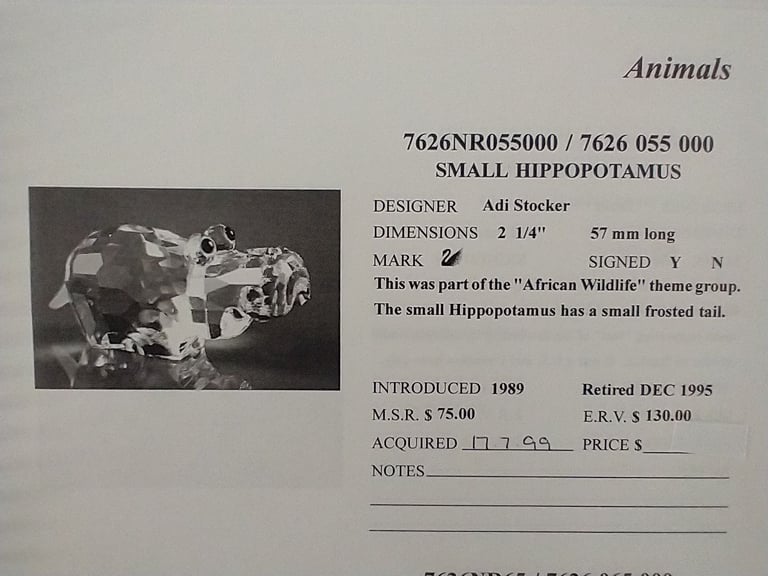 Animals
7626NR055000 / 7626 055 000
SMALL HIPPOPOTAMUS
DESIGNER Adi Stocker
DIMENSIONS 2 1/4" 57 mm long
MARK SIGNED Y N
This was part of the "African Wildlife" theme group.
The small Hippopotamus has a small frosted tail.
INTRODUCED 1989 Retired DEC 1995
M.S.R. $ 75.00 E.R.V. $ 130.00
ACQUIRED 17.7.99 PRICE $
NOTES